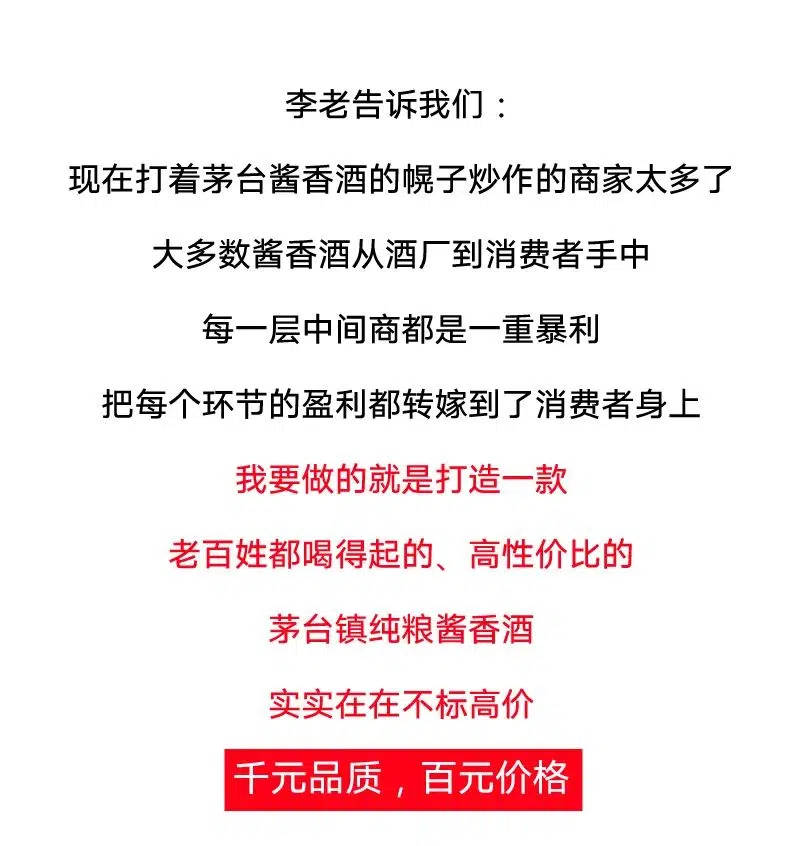 李老告诉我们：
现在打着茅台酱香酒的幌子炒作的商家太多了
大多数酱香酒从酒厂到消费者手中
每一层中间商都是一重暴利
把每个环节的盈利都转嫁到了消费者身上
我要做的就是打造一款
老百姓都喝得起的、高性价比的
茅台镇纯粮酱香酒
实实在在不标高价
千元品质，百元价格